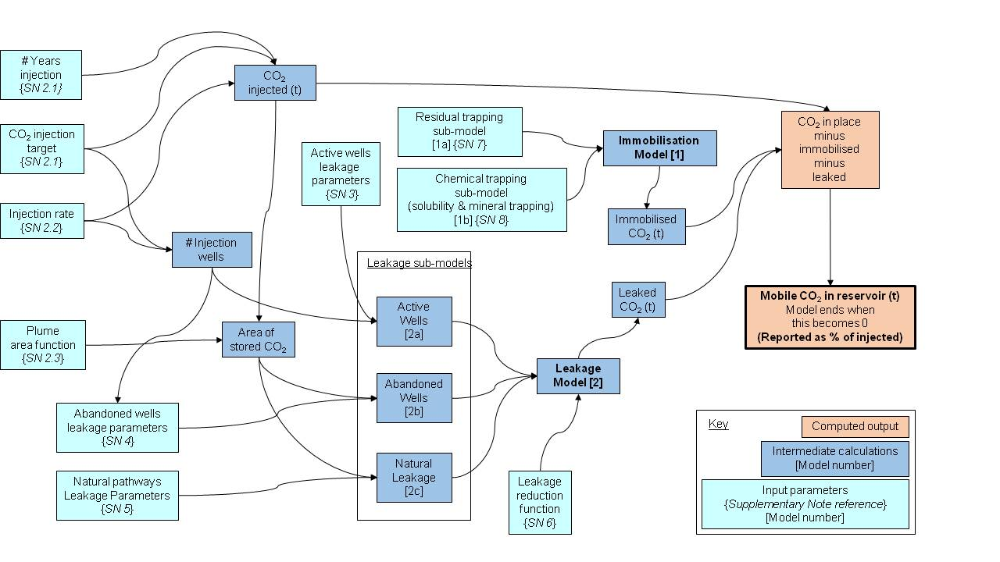 # Years
injection
{SN 2.1}
CO₂ injection
target
{SN 2.1}
Injection rate
{SN 2.2}
Plume
area function
{SN 2.3}
CO₂
injected (t)
# Injection
wells
Area of
stored CO₂
Abandoned wells
leakage parameters
{SN 4}
Natural pathways
Leakage Parameters
{SN 5}
Active wells
leakage
parameters
{SN 3}
Leakage sub-models
Active
Wells
[2a]
Abandoned
Wells
[2b]
Natural
Leakage
[2c]
Residual trapping
sub-model
[1a] {SN 7}
Chemical trapping
sub-model
(solubility & mineral trapping)
[1b] {SN 8}
Immobilisation
Model [1]
Immobilised
CO₂ (t)
Leaked
CO₂ (t)
Leakage
Model [2]
Leakage
reduction
function
{SN 6}
CO₂ in place
minus
immobilised
minus
leaked
Mobile CO₂ in reservoir (t)
Model ends when
this becomes 0
(Reported as % of injected)
Key
Computed output
Intermediate calculations
[Model number]
Input parameters
{Supplementary Note reference}
[Model number]